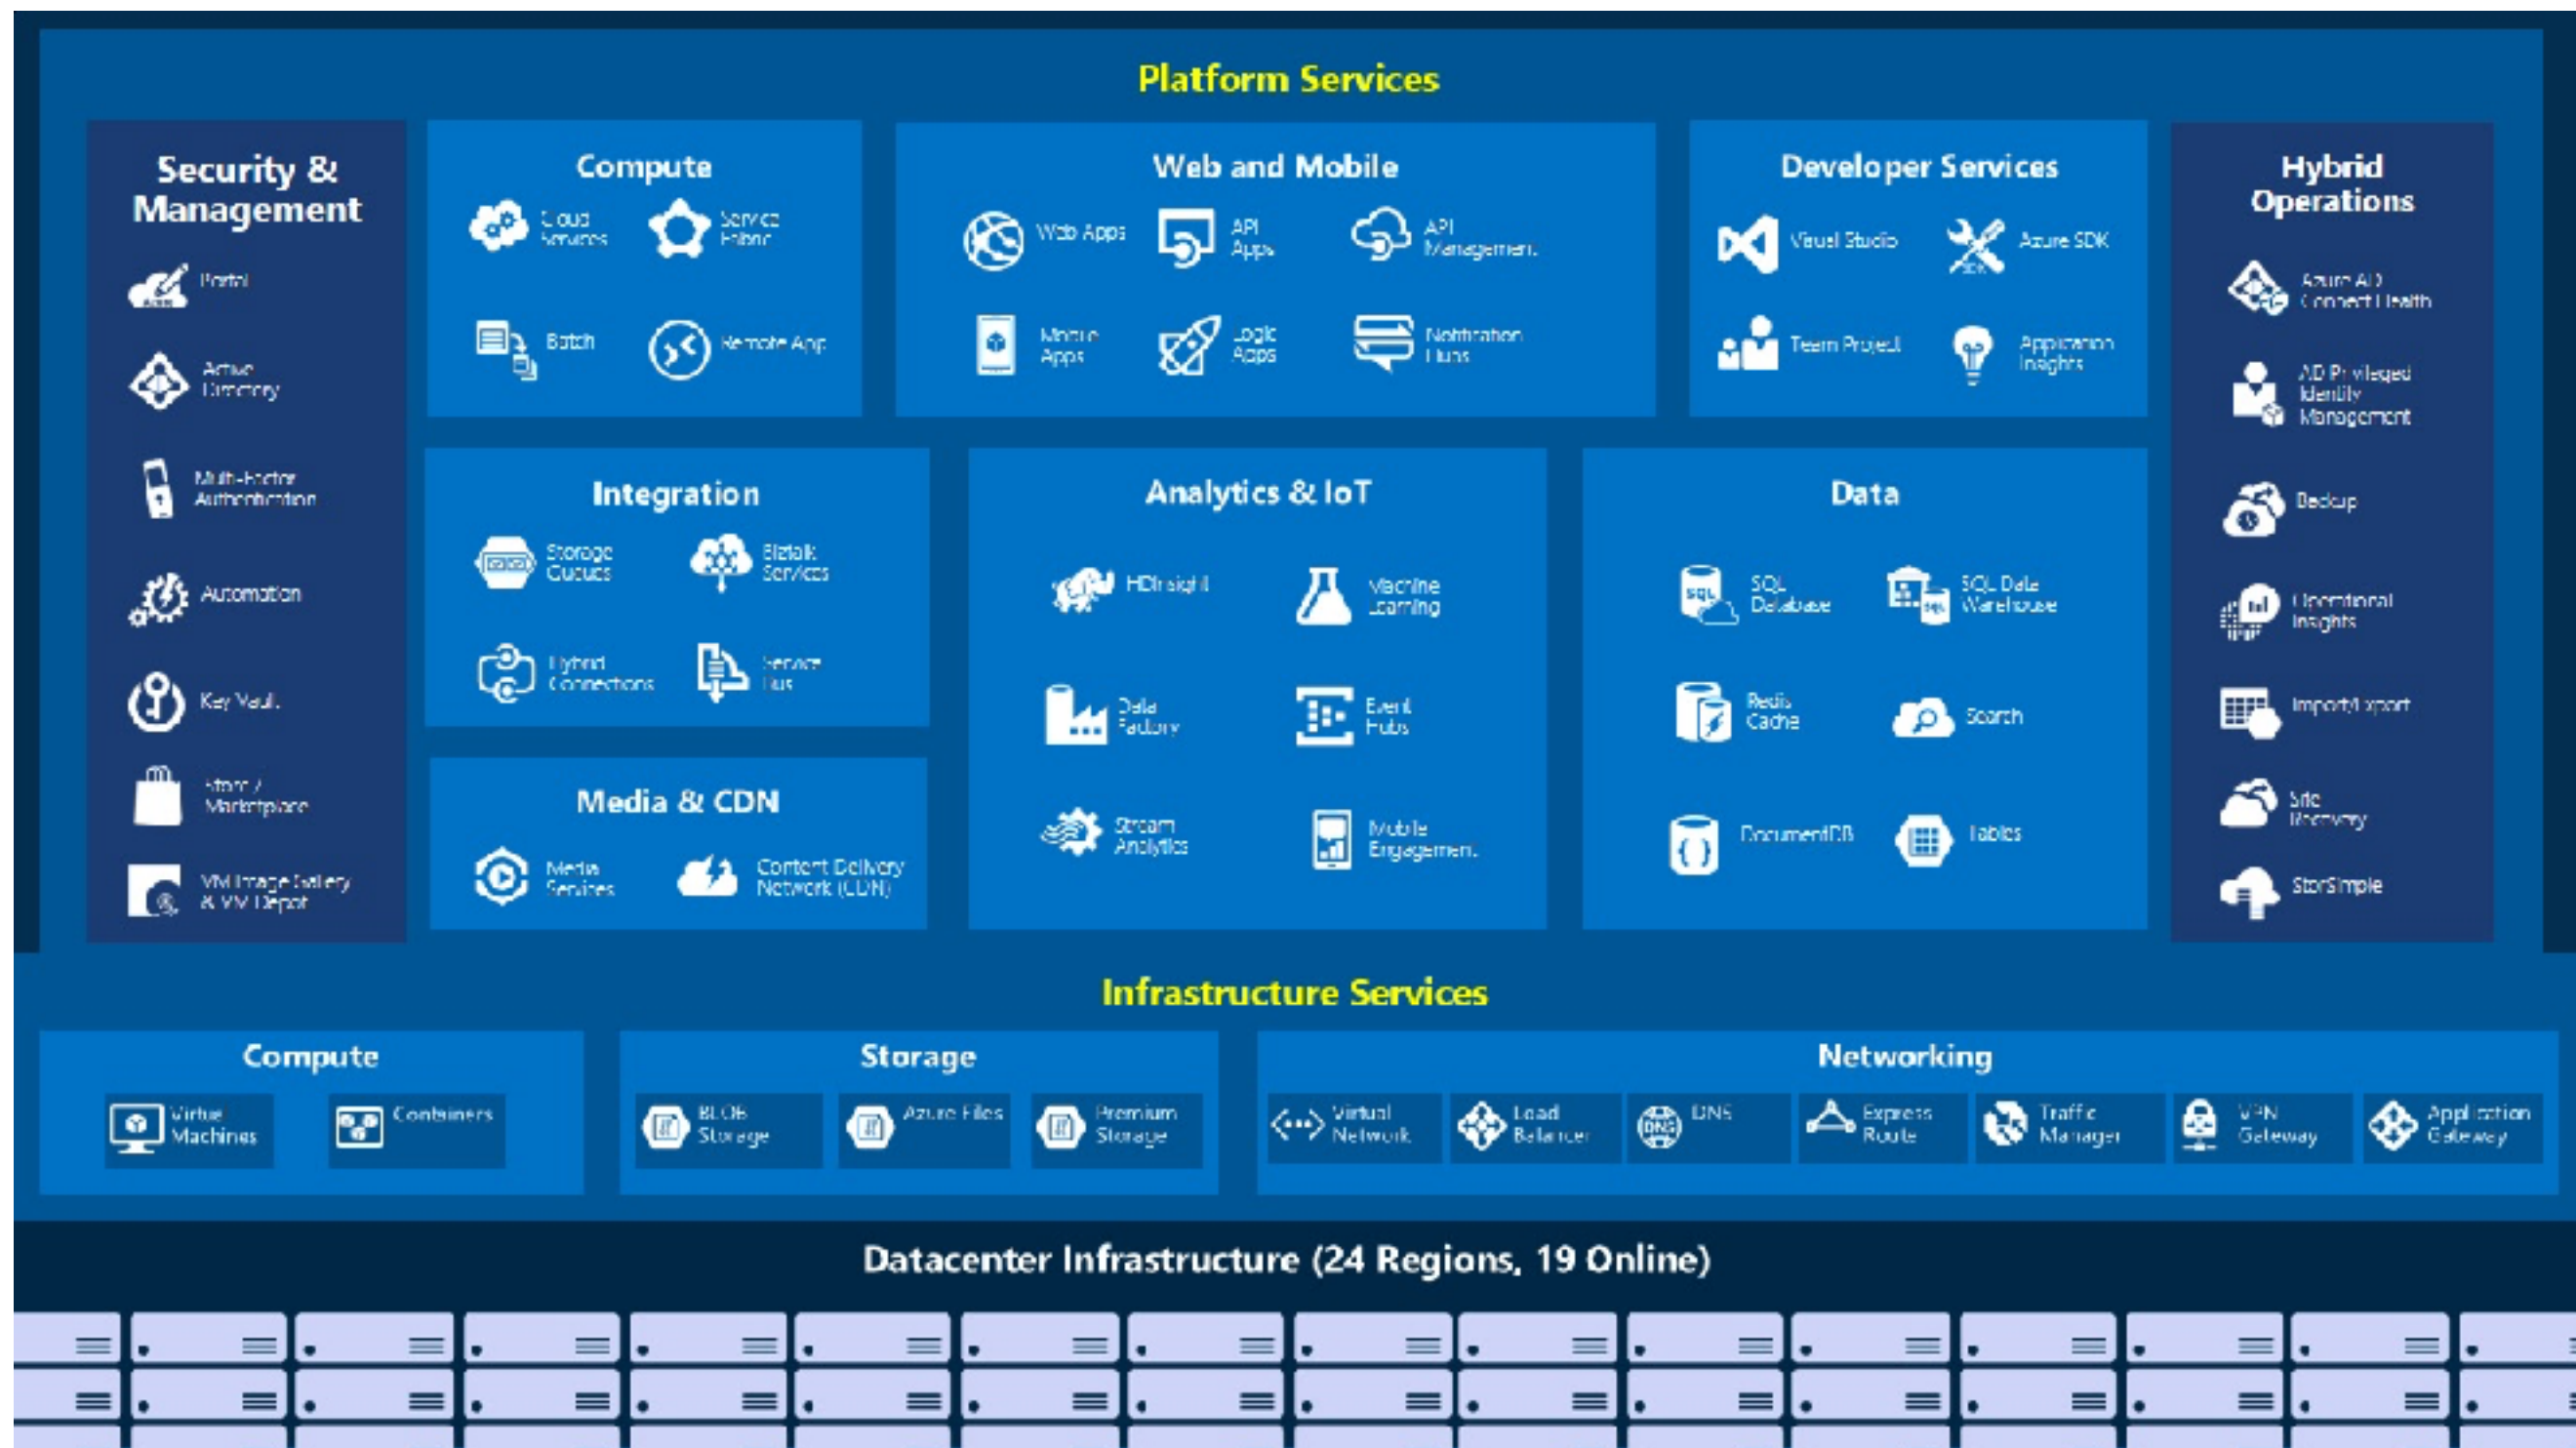 Platform Services
Security &
Management
Portal
Active
Directory
Multi-Factor
Authentication
Automation
Key Vault
Store /
Marketplace
VM Image Gallery
& VM Depot
Compute
Cloud
Services
Service
Fabric
Batch
Remote App
Web and Mobile
Web Apps
API
Apps
API
Management
Mobile
Apps
Logic
Apps
Notification
Hubs
Developer Services
Visual Studio
SDK
Azure SDK
Team Project
Application
Insights
Integration
Storage
Queues
Biztalk
Services
Hybrid
Connections
Service
Bus
Media & CDN
Media
Services
Content Delivery
Network (CDN)
Analytics & IoT
HDInsight
Machine
Learning
Data
Factory
Event
Hubs
Stream
Analytics
Mobile
Engagement
Data
SQL
SQL
Database
SQL
SQL Data
Warehouse
Redis
Cache
Search
DocumentDB
Tables
Hybrid
Operations
Azure AD
Connect Health
AD Privileged
Identity
Management
Backup
Operational
Insights
Import/Export
Site
Recovery
StorSimple
Infrastructure Services
Compute
Virtual
Machines
Containers
Storage
BLOB
Storage
Azure Files
Premium
Storage
Networking
Virtual
Network
Load
Balancer
DNS
DNS
Express
Route
Traffic
Manager
VPN
Gateway
Application
Gateway
Datacenter Infrastructure (24 Regions, 19 Online)